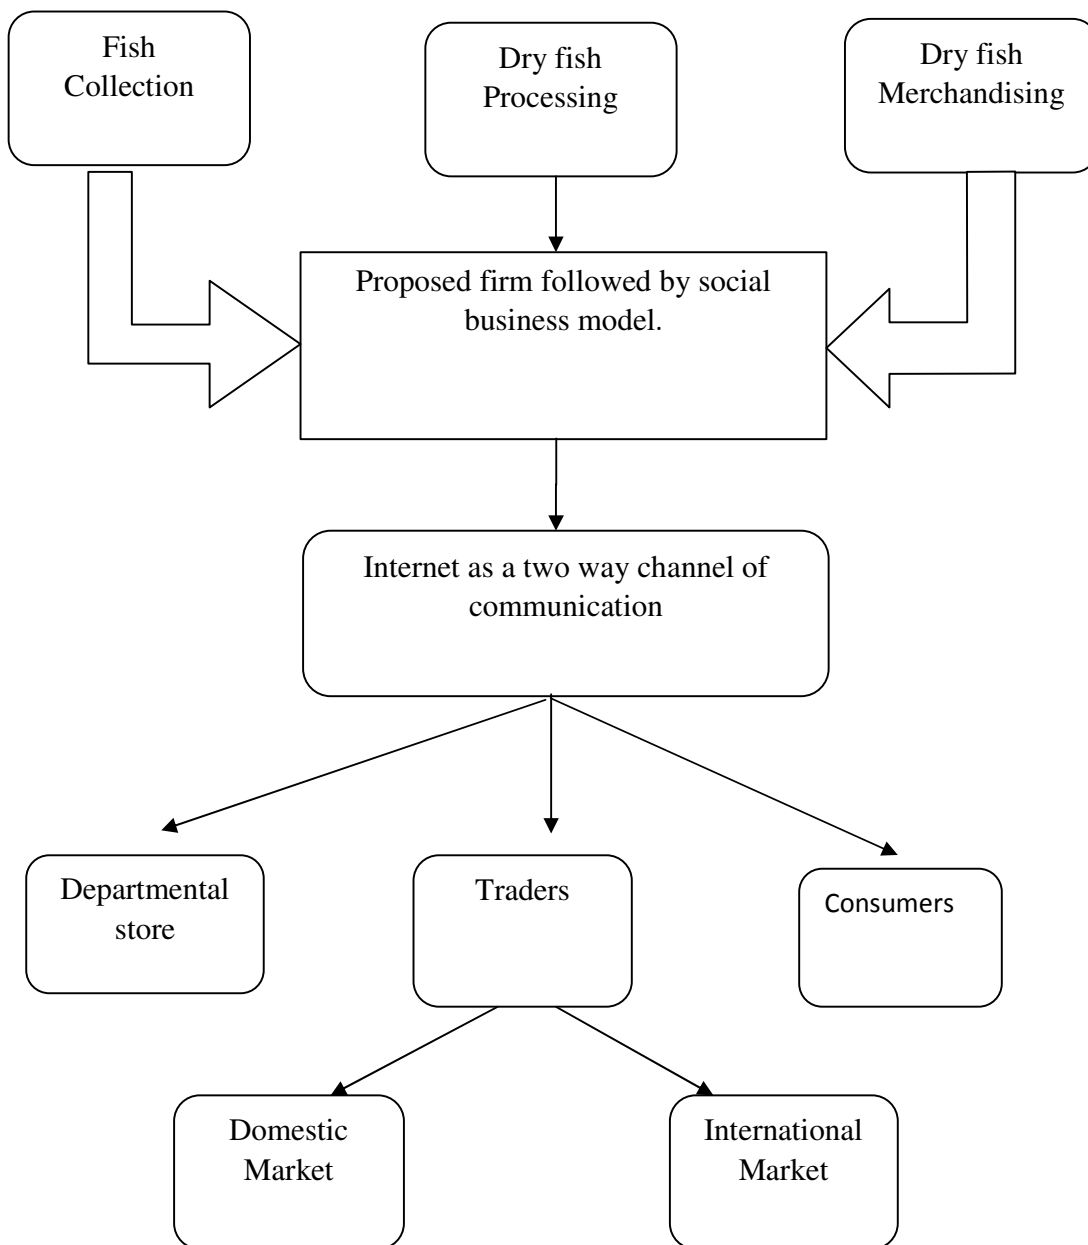 Fish
Collection
Dry fish
Processing
Dry fish
Merchandising
Proposed firm followed by social
business model.
Internet as a two way channel of
communication
Departmental
store
Traders
Consumers
Domestic
Market
International
Market